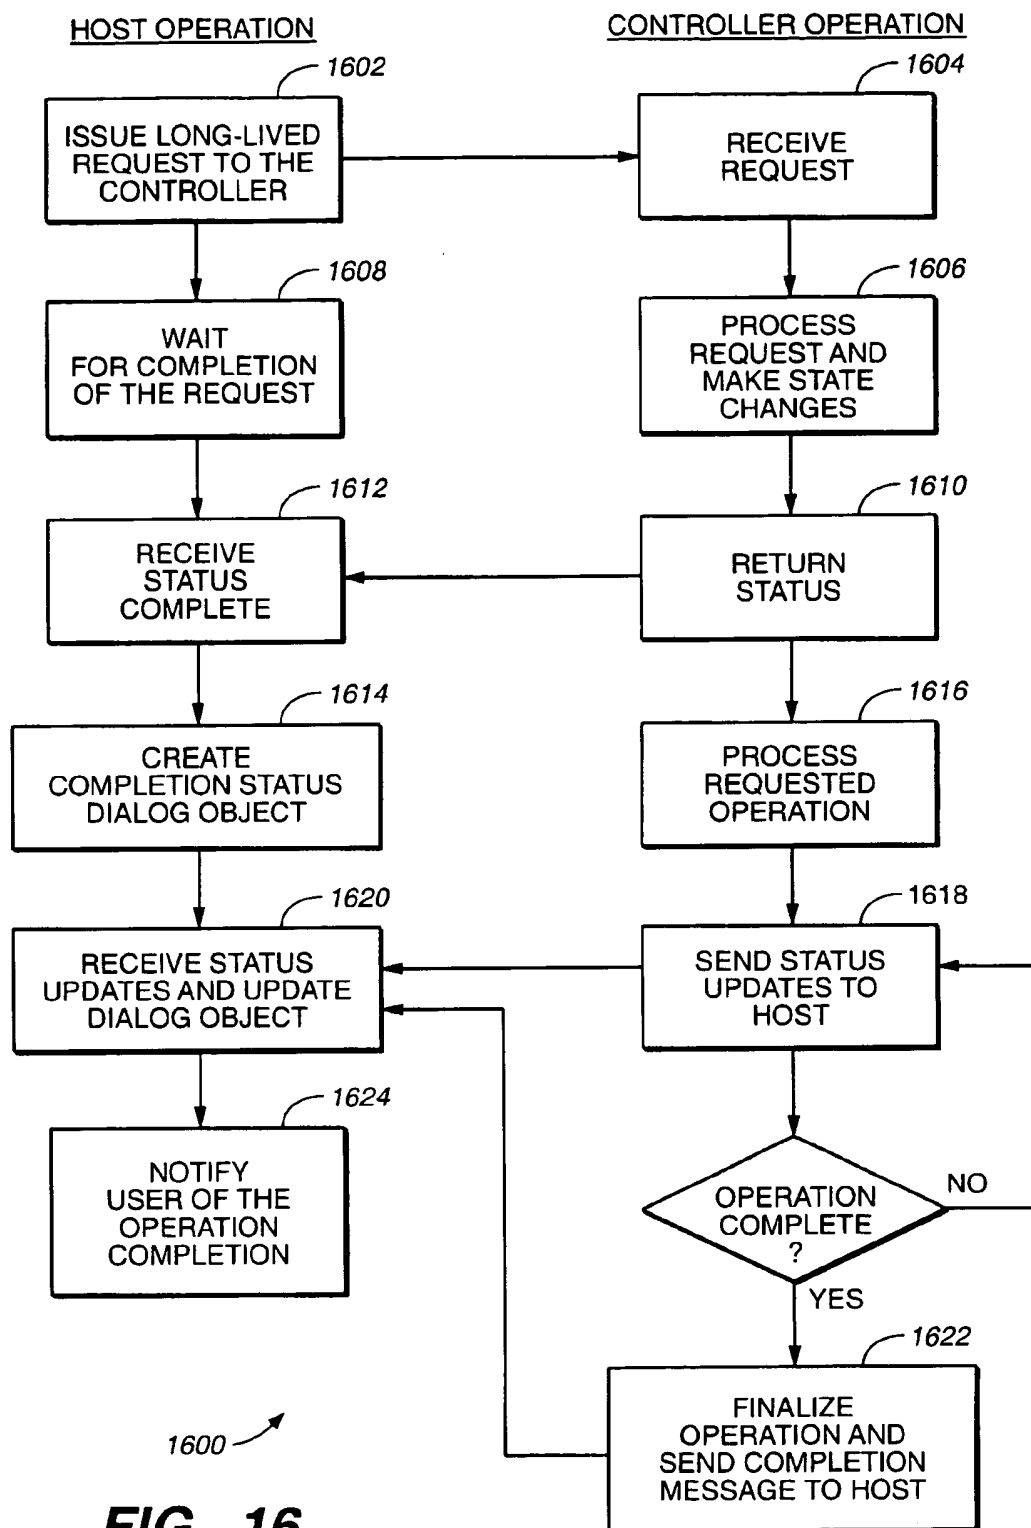 HOST OPERATION
CONTROLLER OPERATION
1602
1604
ISSUE LONG-LIVED
REQUEST TO THE
CONTROLLER
RECEIVE
REQUEST
1608
1606
WAIT
FOR COMPLETION
OF THE REQUEST
PROCESS
REQUEST AND
MAKE STATE
CHANGES
1612
1610
RECEIVE
STATUS
COMPLETE
RETURN
STATUS
1614
1616
CREATE
COMPLETION STATUS
DIALOG OBJECT
PROCESS
REQUESTED
OPERATION
1620
1618
RECEIVE STATUS
UPDATES AND UPDATE
DIALOG OBJECT
SEND STATUS
UPDATES TO
HOST
1624
NOTIFY
USER OF THE
OPERATION
COMPLETION
OPERATION
COMPLETE
?
NO
YES
1622
FINALIZE
OPERATION AND
SEND COMPLETION
MESSAGE TO HOST
1600
FIG. 16